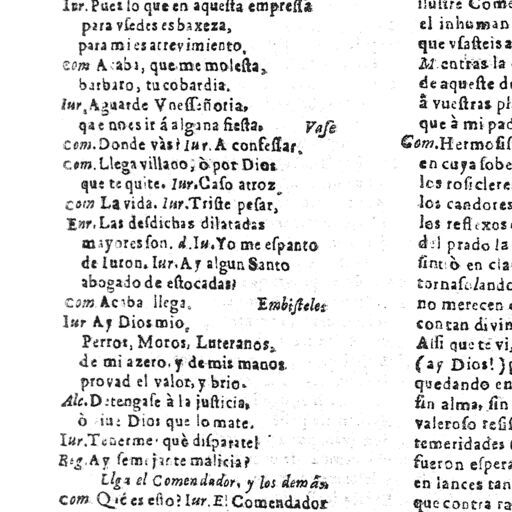 Iur. Pues lo que en aquesta empressa
para vsedes es baxeza,
para mi es atrevimiento,
Com Acaba, que me molesta,
barbaro, tu cobardia.
Iur. Aguarde Vuessеñoria,
que no es ir á alguna fiesta. Vase
Com. Donde vàs? Iur. A confessar,
Com. Llega villano, ò por Dios
que te quite. Iur. Caso atroz,
Com La vida. Iur. Triste pesar,
Enr. Las desdichas dilatadas
mayores son. d. Iu. Yo me espanto
de Iuron. Iur. Ay algun Santo
abogado de estocadas?
Com Acaba llega. Embisteles
Iur Ay Dios mio,
Perros, Moros, Luteranos,
de mi azero, y de mis manos
provad el valor, y brio.
Alc. Detengase à la justicia,
ò Dios que lo mate.
Iur. Tenerme? què disparate!
Reg. Ay semejante malicia?
Llga el Comendador, y los demás
Com Què es esto? Iur. El Comendador
ilustre Come
el inhuman
que vsasteis a
Mientras la
de aqueste d
á vuestras pl
que à mi pad
Com. Hermosis
en cuya sobe
los rosiclere
los candores
los reflexos
del prado la
sintiò en cla
tornasolando
no merecen
contan divin
Assi que te vi,
(ay Dios!)
quedando en
sin alma, sin
valeroso resis
temeridades
fueron espera
en lances tan
que contra ra